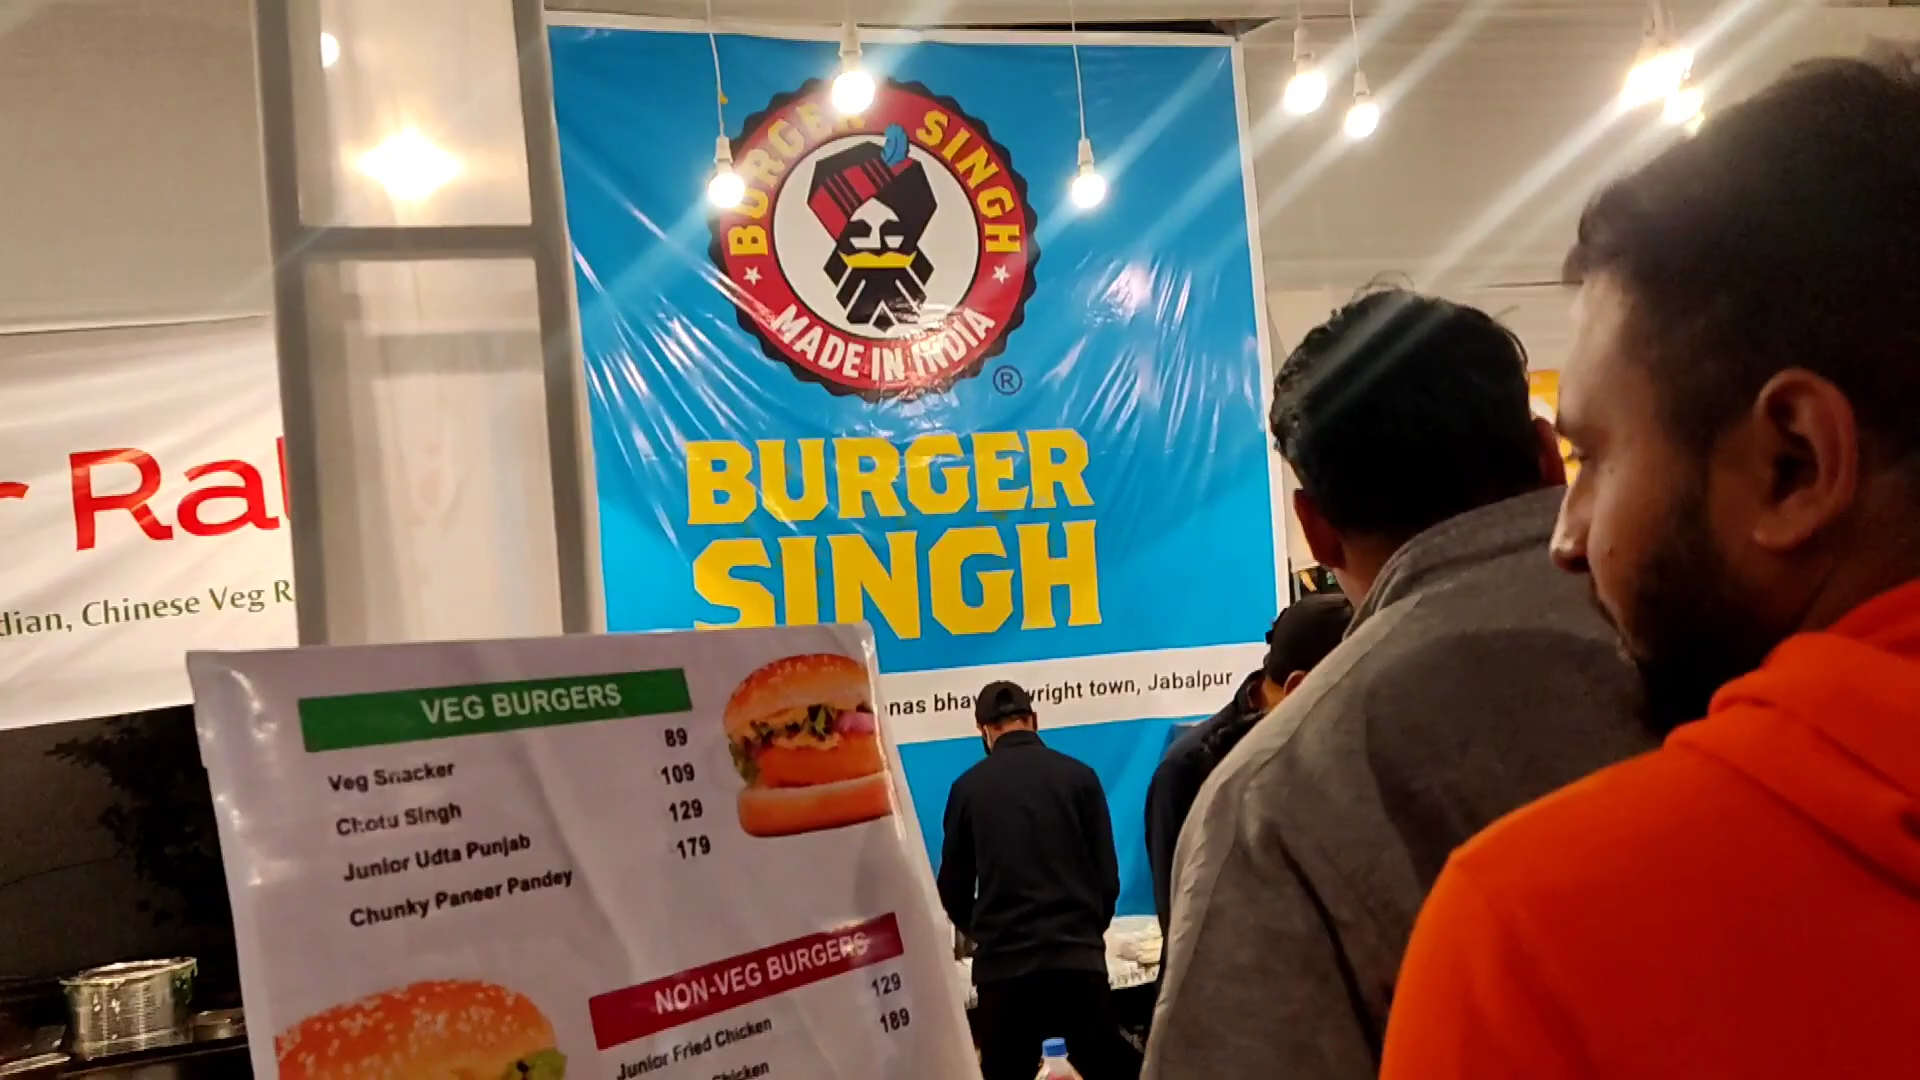 BURGER SINGH
MADE IN INDIA
®
BURGER
SINGH
wright town, Jabalpur
r Ra
dian, Chinese Veg R
VEG BURGERS
Veg Snacker 89
Chotu Singh 109
Junior Udta Punjab 129
Chunky Paneer Pandey 179
NON-VEG BURGERS
Junior Fried Chicken 129
Chicken 189